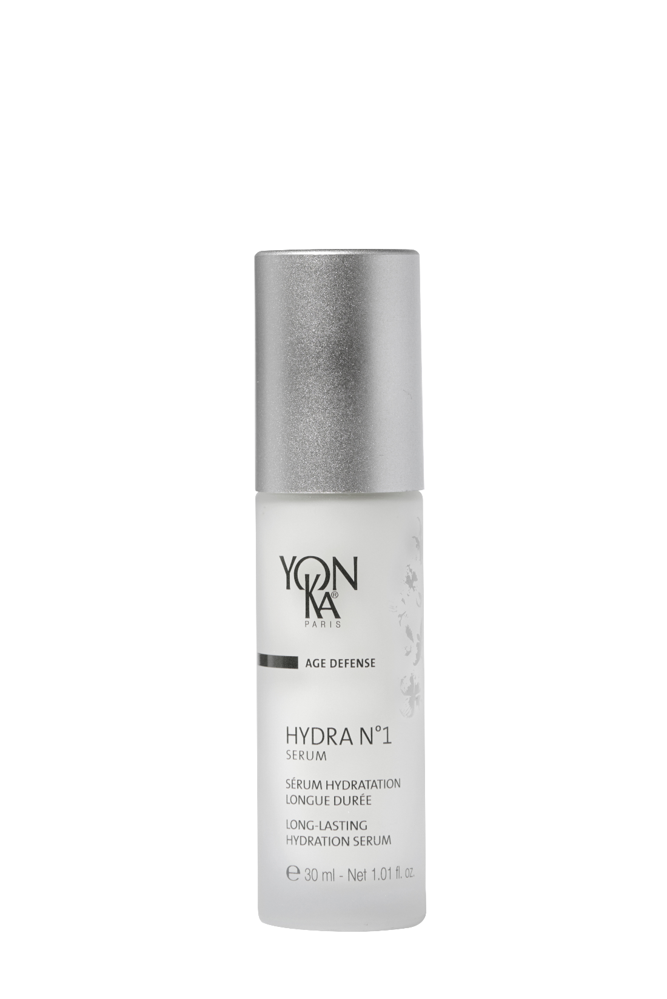 YON
KA®
PARIS
AGE DEFENSE
HYDRA N°1
SERUM
SÉRUM HYDRATATION
LONGUE DURÉE
LONG-LASTING
HYDRATION SERUM
℮ 30 ml - Net 1.01 fl. oz.